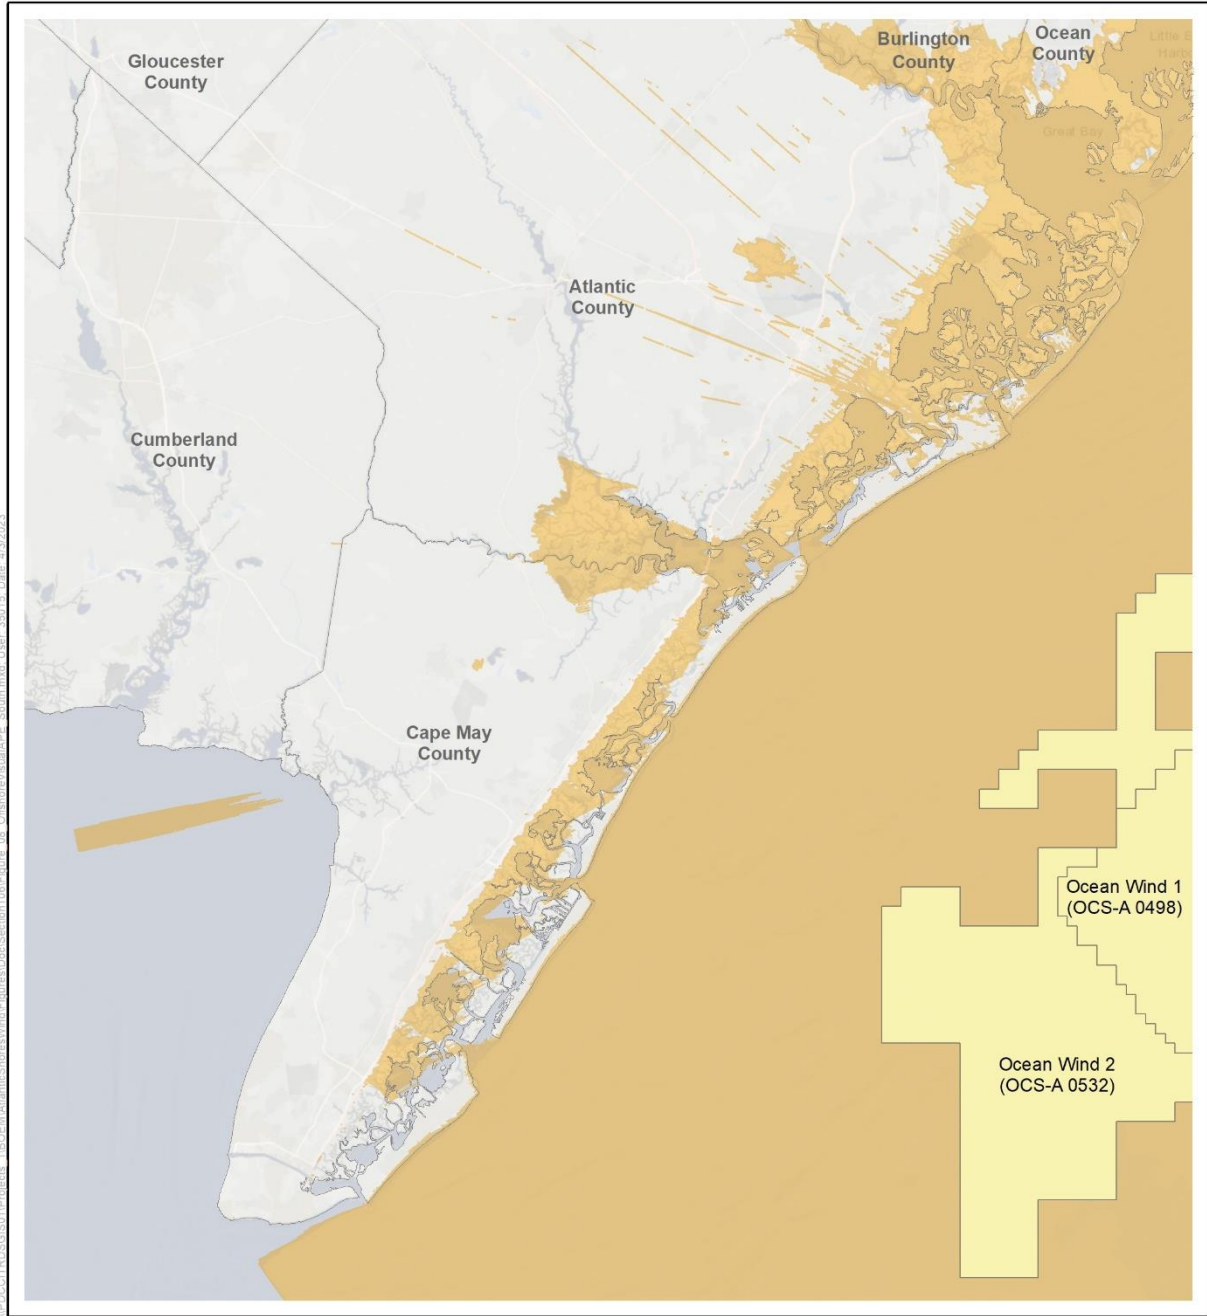 Burlington
County
Ocean
County
Gloucester
County
Great Bay
Atlantic
County
Cumberland
County
Cape May
County
Ocean Wind 1
(OCS-A 0498)
Ocean Wind 2
(OCS-A 0532)